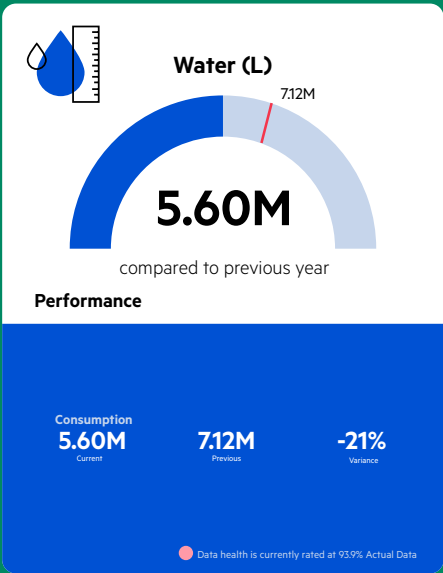 Water (L)
7.12M
5.60M
compared to previous year
Performance
Consumption
5.60M
Current
7.12M
Previous
-21%
Variance
Data health is currently rated at 93.9% Actual Data